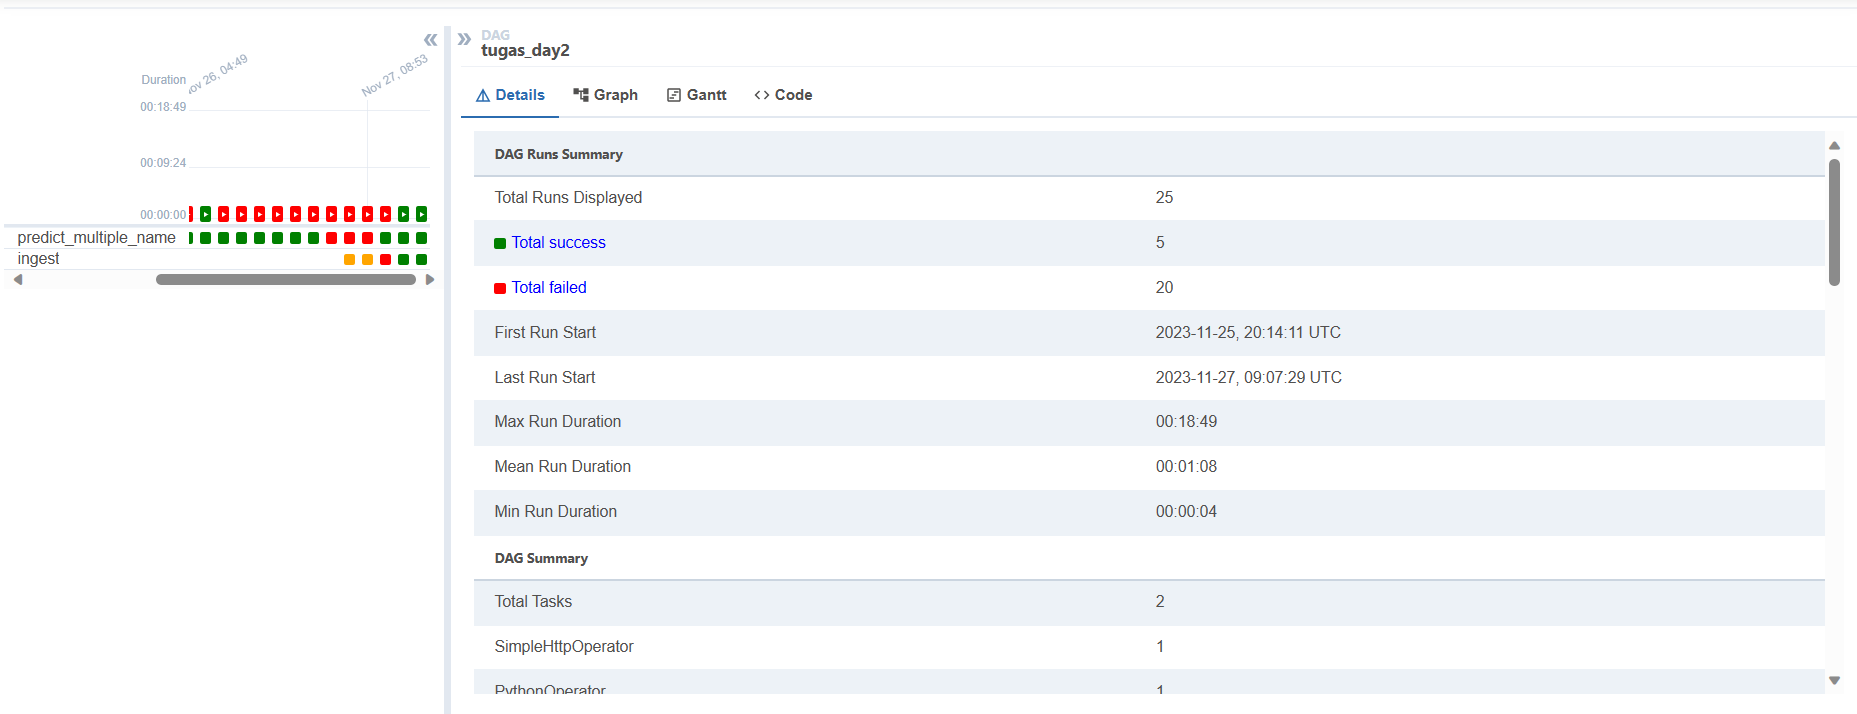 Duration
ov 26, 04:49
Nov 27, 08:53
00:18:49
00:09:24
00:00:00
predict_multiple_name
ingest
DAG
tugas_day2
Details
Graph
Gantt
Code
DAG Runs Summary
Total Runs Displayed 25
Total success 5
Total failed 20
First Run Start 2023-11-25, 20:14:11 UTC
Last Run Start 2023-11-27, 09:07:29 UTC
Max Run Duration 00:18:49
Mean Run Duration 00:01:08
Min Run Duration 00:00:04
DAG Summary
Total Tasks 2
SimpleHttpOperator 1
PythonOperator 1